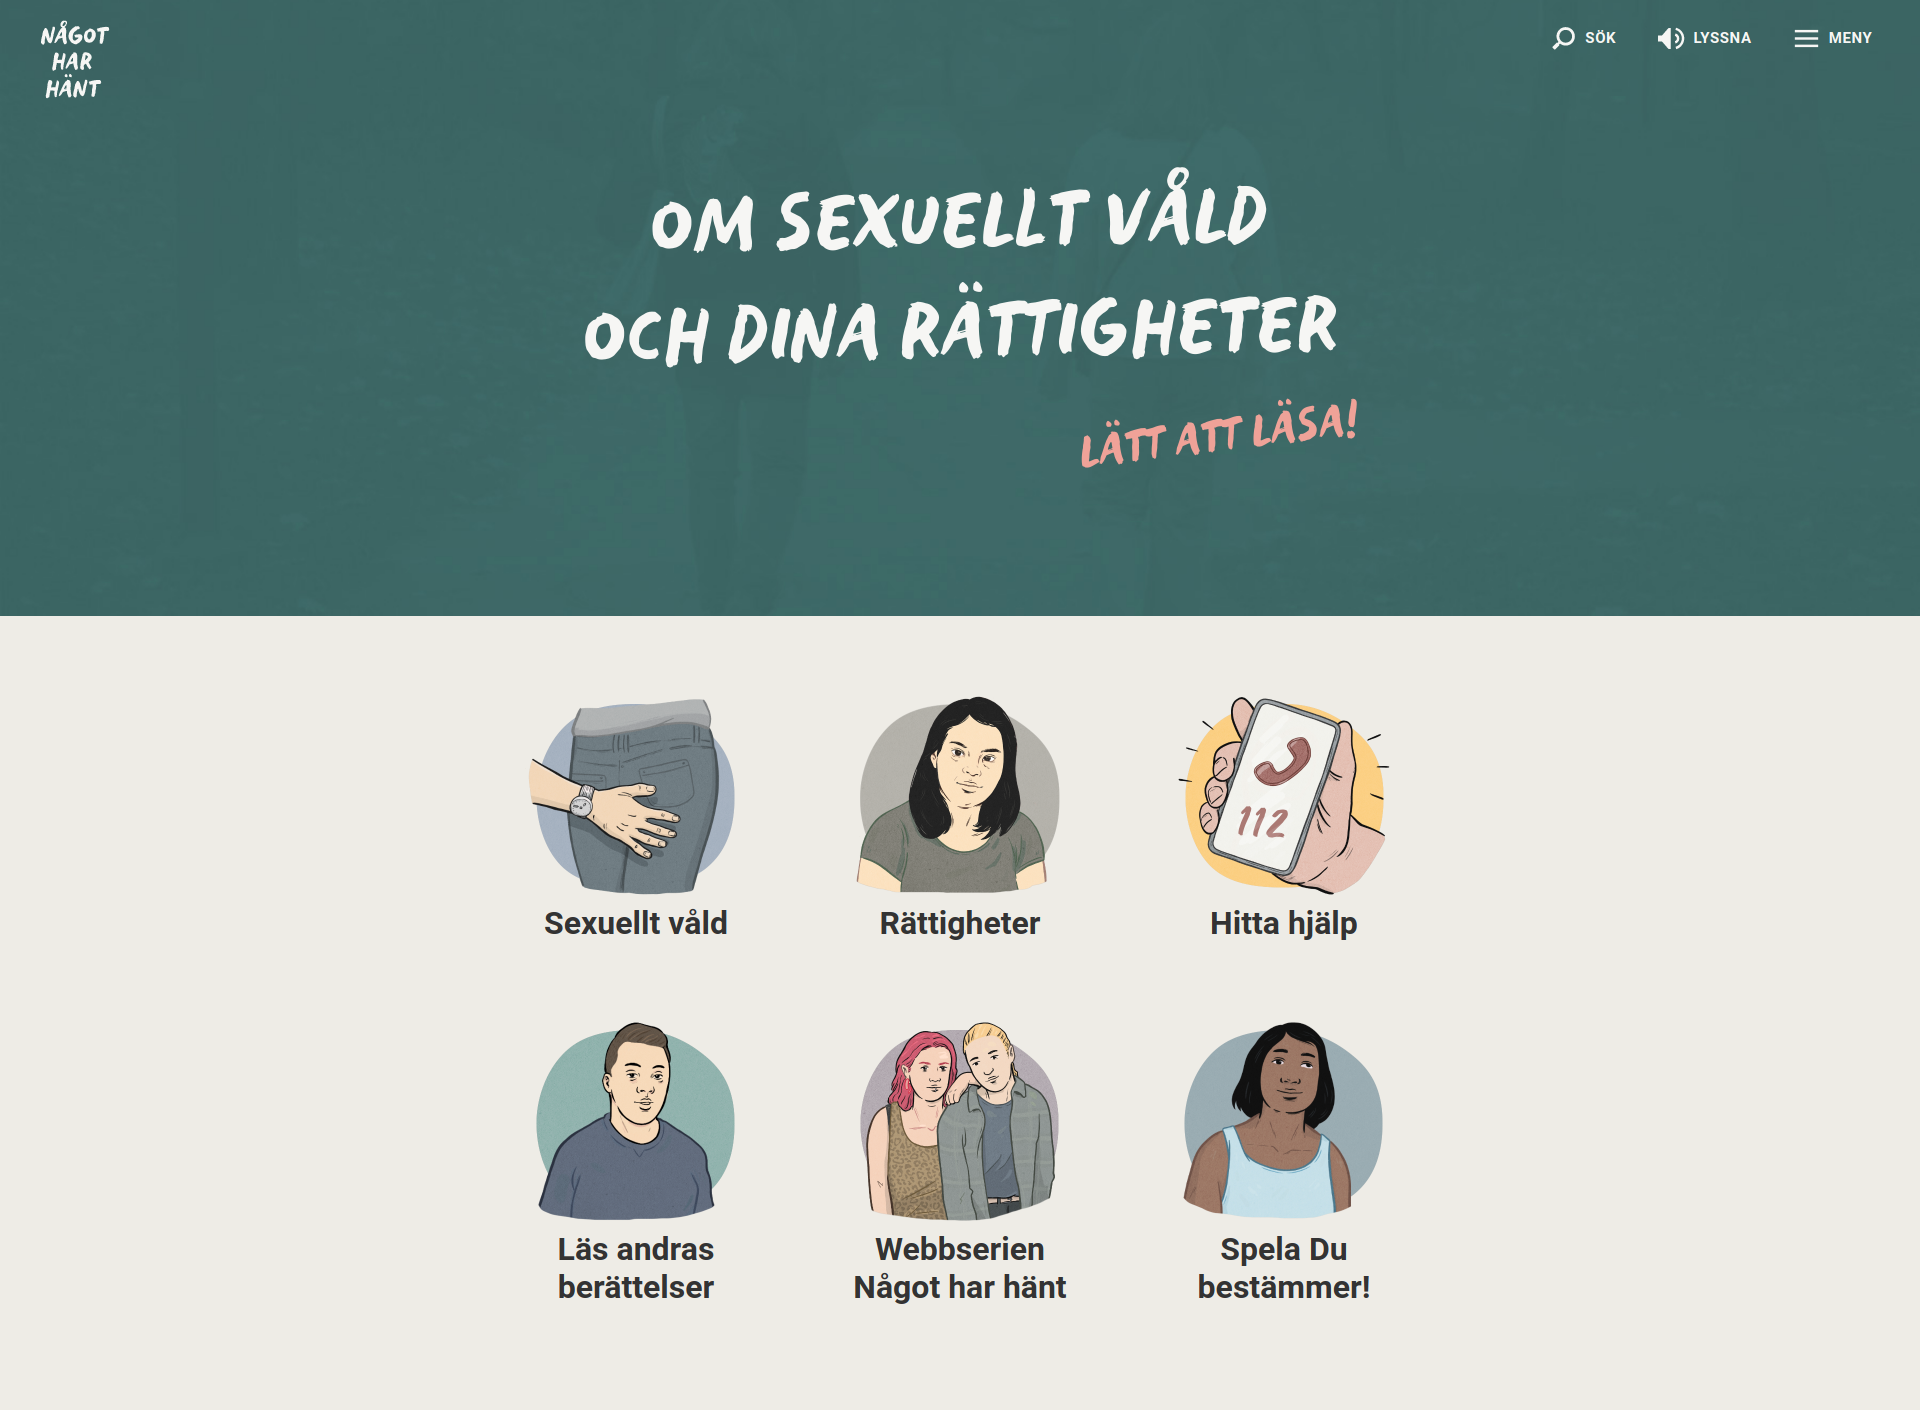 NÅGOT
HAR
HÄNT
SÖK
LYSSNA
MENY
OM SEXUELLT VÅLD
OCH DINA RÄTTIGHETER
LÄTT ATT LÄSA!
112
Sexuellt våld
Rättigheter
Hitta hjälp
Läs andras
berättelser
Webbserien
Något har hänt
Spela Du
bestämmer!